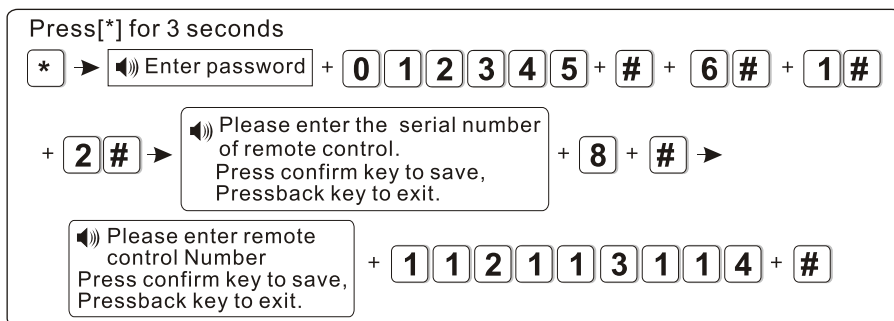 Press[*] for 3 seconds
* ➔ Enter password + 0 1 2 3 4 5 + # + 6 # + 1 #
+ 2 # ➔ Please enter the serial number
of remote control.
Press confirm key to save,
Pressback key to exit.
+ 8 + # ➔
Please enter remote
control Number
Press confirm key to save,
Pressback key to exit.
+ 1 1 2 1 1 3 1 1 4 + #